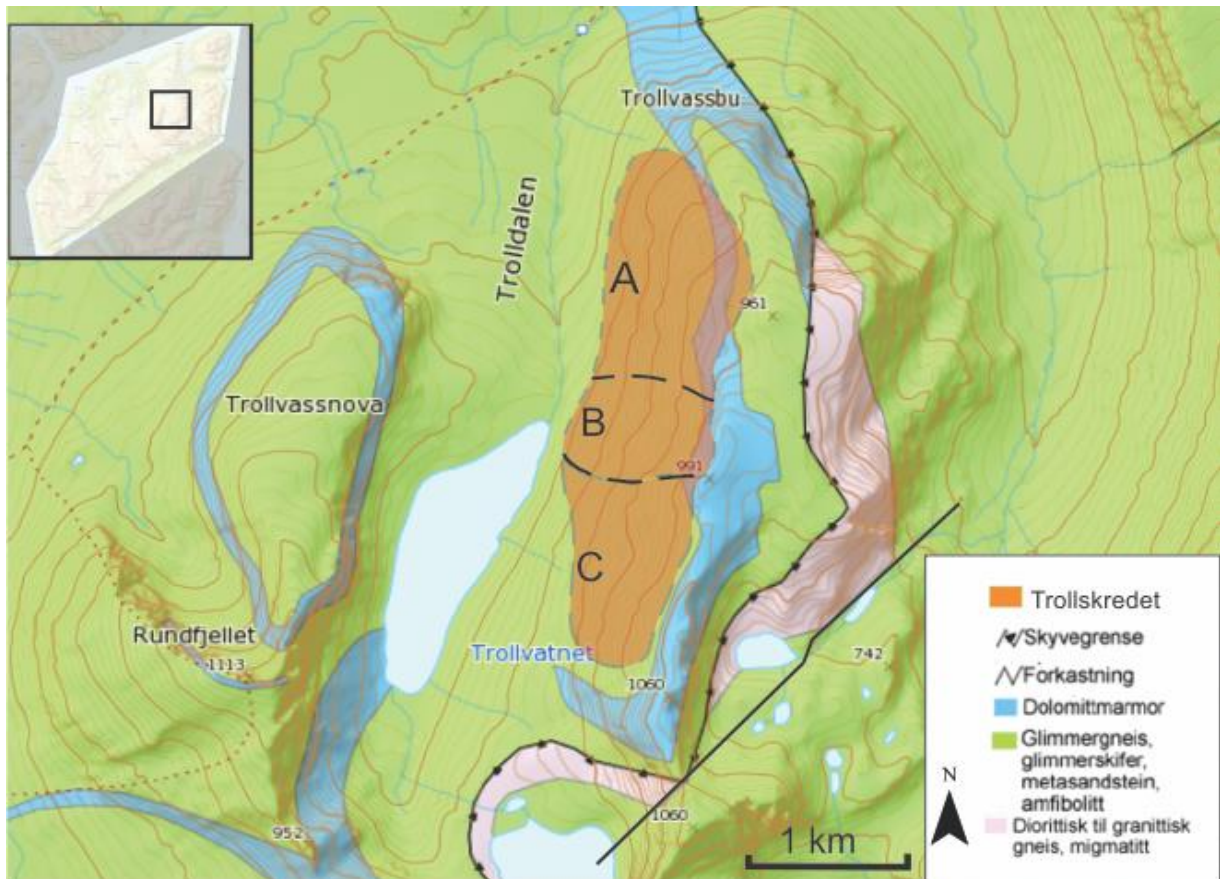 Trollvassbu
Trolldalen
A
961
Trollvassnova
B
991
C
Rundfjellet
1113
Trollvatnet
1060
742
952
1060
1 km
N
Trollskredet
Skyvegrense
Forkastning
Dolomittmarmor
Glimmergneis,
glimmerskifer,
metasandstein,
amfibolitt
Diorittisk til granittisk
gneis, migmatitt